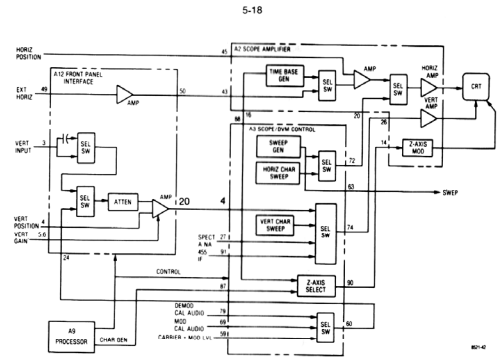 5-18
HORIZ
POSITION
45
A2 SCOPE AMPLIFIER
A12 FRONT PANEL
INTERFACE
TIME BASE
GEN
SEL
SW
AMP
SEL
SW
HORIZ
AMP
CRT
EXT
HORIZ
49
AMP
50
43
VERT
AMP
16
20
26
68
A3 SCOPE/DVM CONTROL
14
Z-AXIS
MOD
VERT
INPUT
3
SEL
SW
SWEEP
GEN
SEL
SW
72
HORIZ CHAR
SWEEP
63
SWEP
SEL
SW
ATTEN
AMP
20
4
VERT
POSITION
4
VERT
GAIN
5,6
VERT CHAR
SWEEP
SEL
SW
74
SPECT
A NA
27
455
IF
91
24
CONTROL
87
Z-AXIS
SELECT
90
A9
PROCESSOR
CHAR GEN
DEMOD
CAL AUDIO
79
MOD
CAL AUDIO
69
CARRIER + MOD LVL
59
SEL
SW
60
8521-42